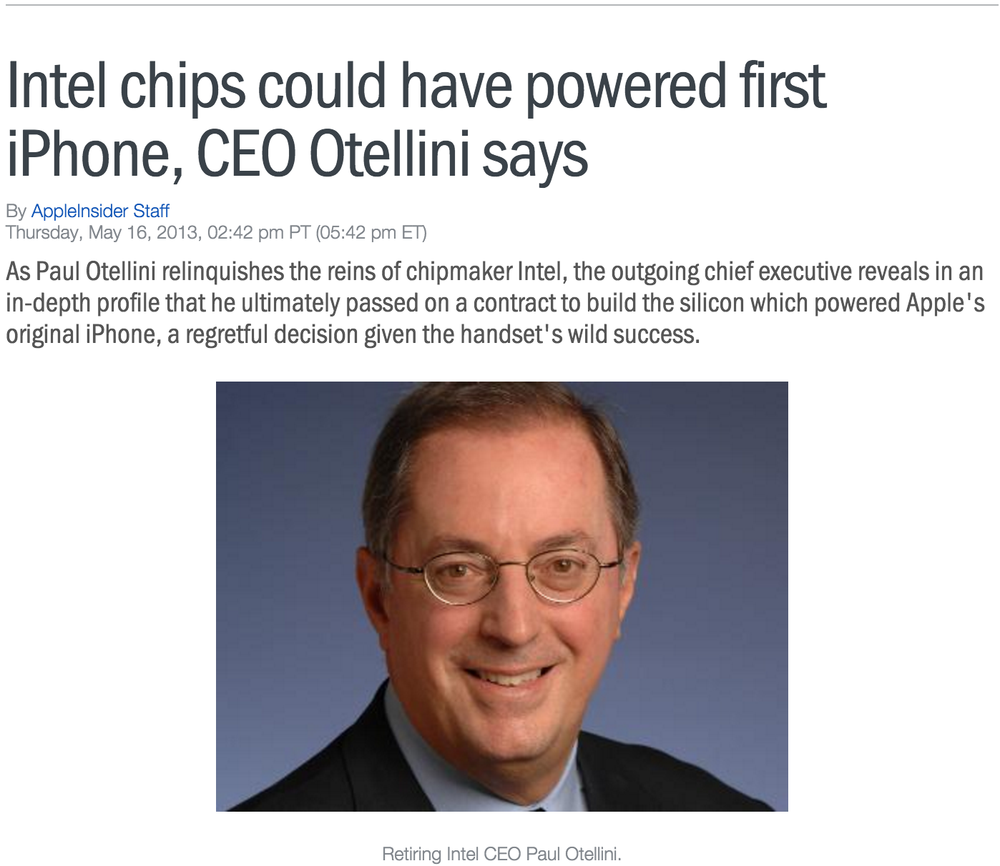 Intel chips could have powered first
iPhone, CEO Otellini says
By AppleInsider Staff
Thursday, May 16, 2013, 02:42 pm PT (05:42 pm ET)
As Paul Otellini relinquishes the reins of chipmaker Intel, the outgoing chief executive reveals in an
in-depth profile that he ultimately passed on a contract to build the silicon which powered Apple's
original iPhone, a regretful decision given the handset's wild success.
Retiring Intel CEO Paul Otellini.